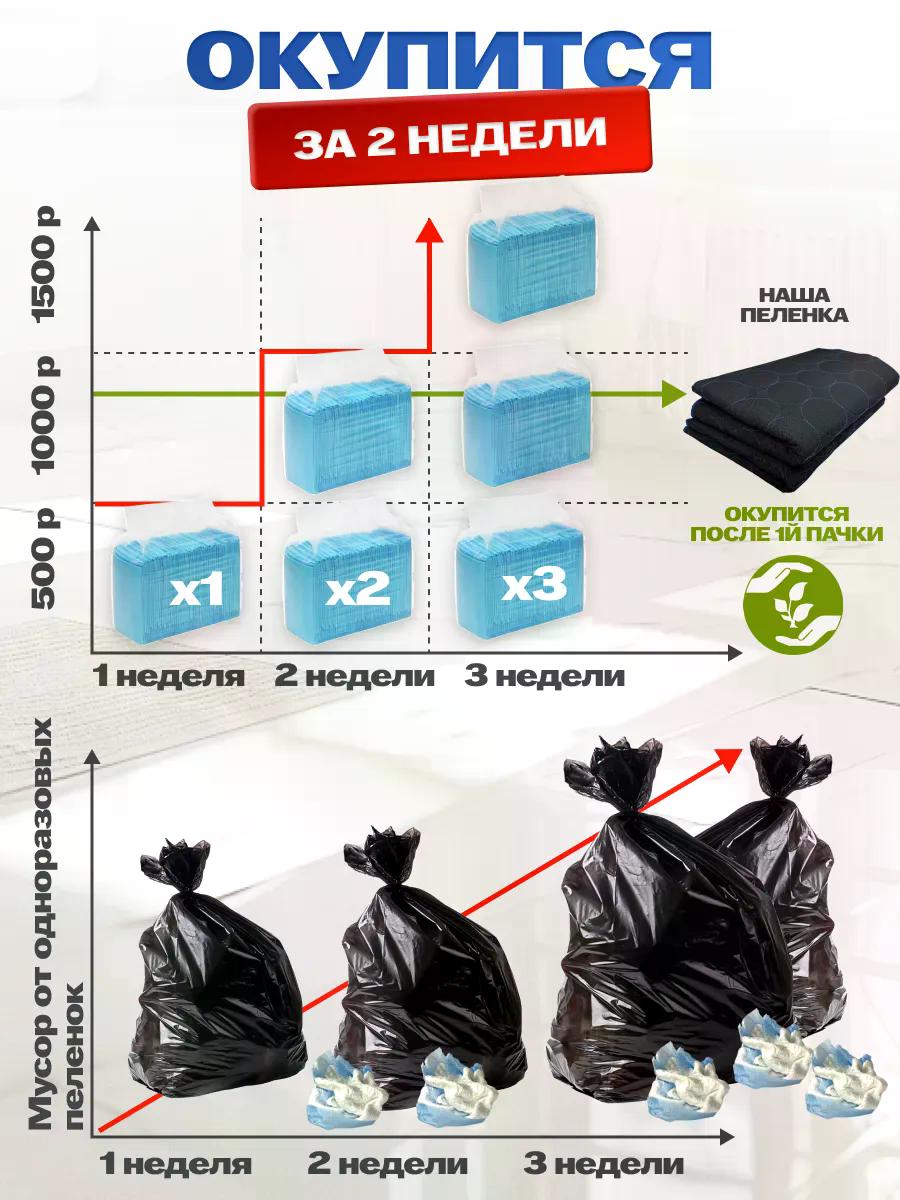 ОКУПИТСЯ
ЗА 2 НЕДЕЛИ
1500 р
1000 р
500 р
НАША
ПЕЛЕНКА
ОКУПИТСЯ
ПОСЛЕ 1Й ПАЧКИ
x1
x2
x3
1 неделя
2 недели
3 недели
Мусор от одноразовых
пеленок
1 неделя
2 недели
3 недели